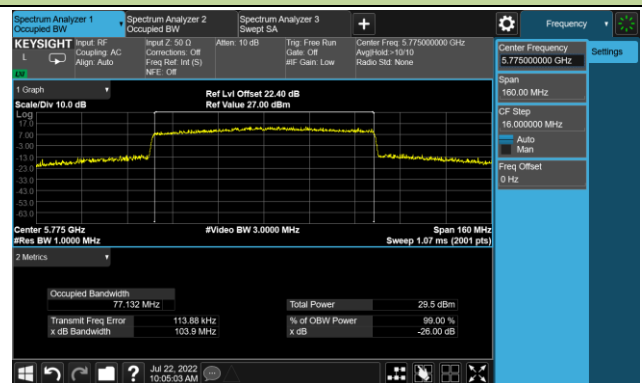 Spectrum Analyzer 1
Occupied BW
Spectrum Analyzer 2
Occupied BW
Spectrum Analyzer 3
Swept SA
+
Frequency
KEYSIGHT
L
Input: RF
Coupling: AC
Align: Auto
Input Z: 50 Ω
Corrections: Off
Freq Ref: Int (S)
NFE: Off
Atten: 10 dB
Trig: Free Run
Gate: Off
#IF Gain: Low
Center Freq: 5.775000000 GHz
Avg|Hold:>10/10
Radio Std: None
Center Frequency
5.775000000 GHz
Settings
Span
160.00 MHz
CF Step
16.000000 MHz
Auto
Man
Freq Offset
0 Hz
1 Graph
Scale/Div 10.0 dB
Ref Lvl Offset 22.40 dB
Ref Value 27.00 dBm
Log
17.0
7.00
-3.00
-13.0
-23.0
-33.0
-43.0
-53.0
-63.0
Center 5.775 GHz
#Res BW 1.0000 MHz
#Video BW 3.0000 MHz
Span 160 MHz
Sweep 1.07 ms (2001 pts)
2 Metrics
Occupied Bandwidth
77.132 MHz
Total Power
29.5 dBm
Transmit Freq Error
113.88 kHz
% of OBW Power
99.00 %
x dB Bandwidth
103.9 MHz
x dB
-26.00 dB
?
Jul 22, 2022
10:05:03 AM